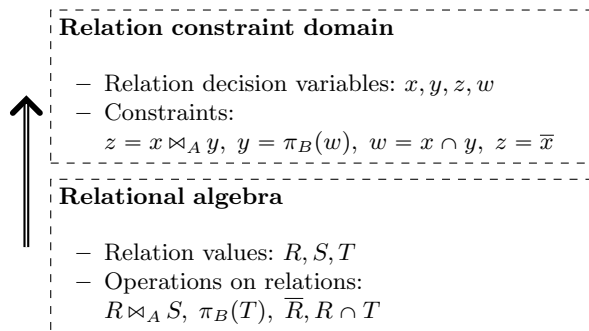 Relation constraint domain
– Relation decision variables: x, y, z, w
– Constraints:
z = x ⋈_A y, y = π_B(w), w = x ∩ y, z = x̅
Relational algebra
– Relation values: R, S, T
– Operations on relations:
R ⋈_A S, π_B(T), R̅, R ∩ T